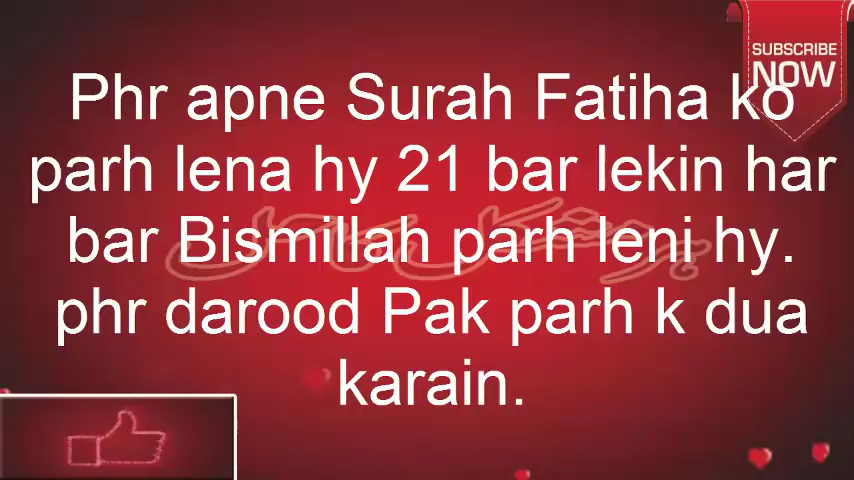 SUBSCRIBE
NOW
Phr apne Surah Fatiha ko
parh lena hy 21 bar lekin har
bar Bismillah parh leni hy.
phr darood Pak parh k dua
karain.